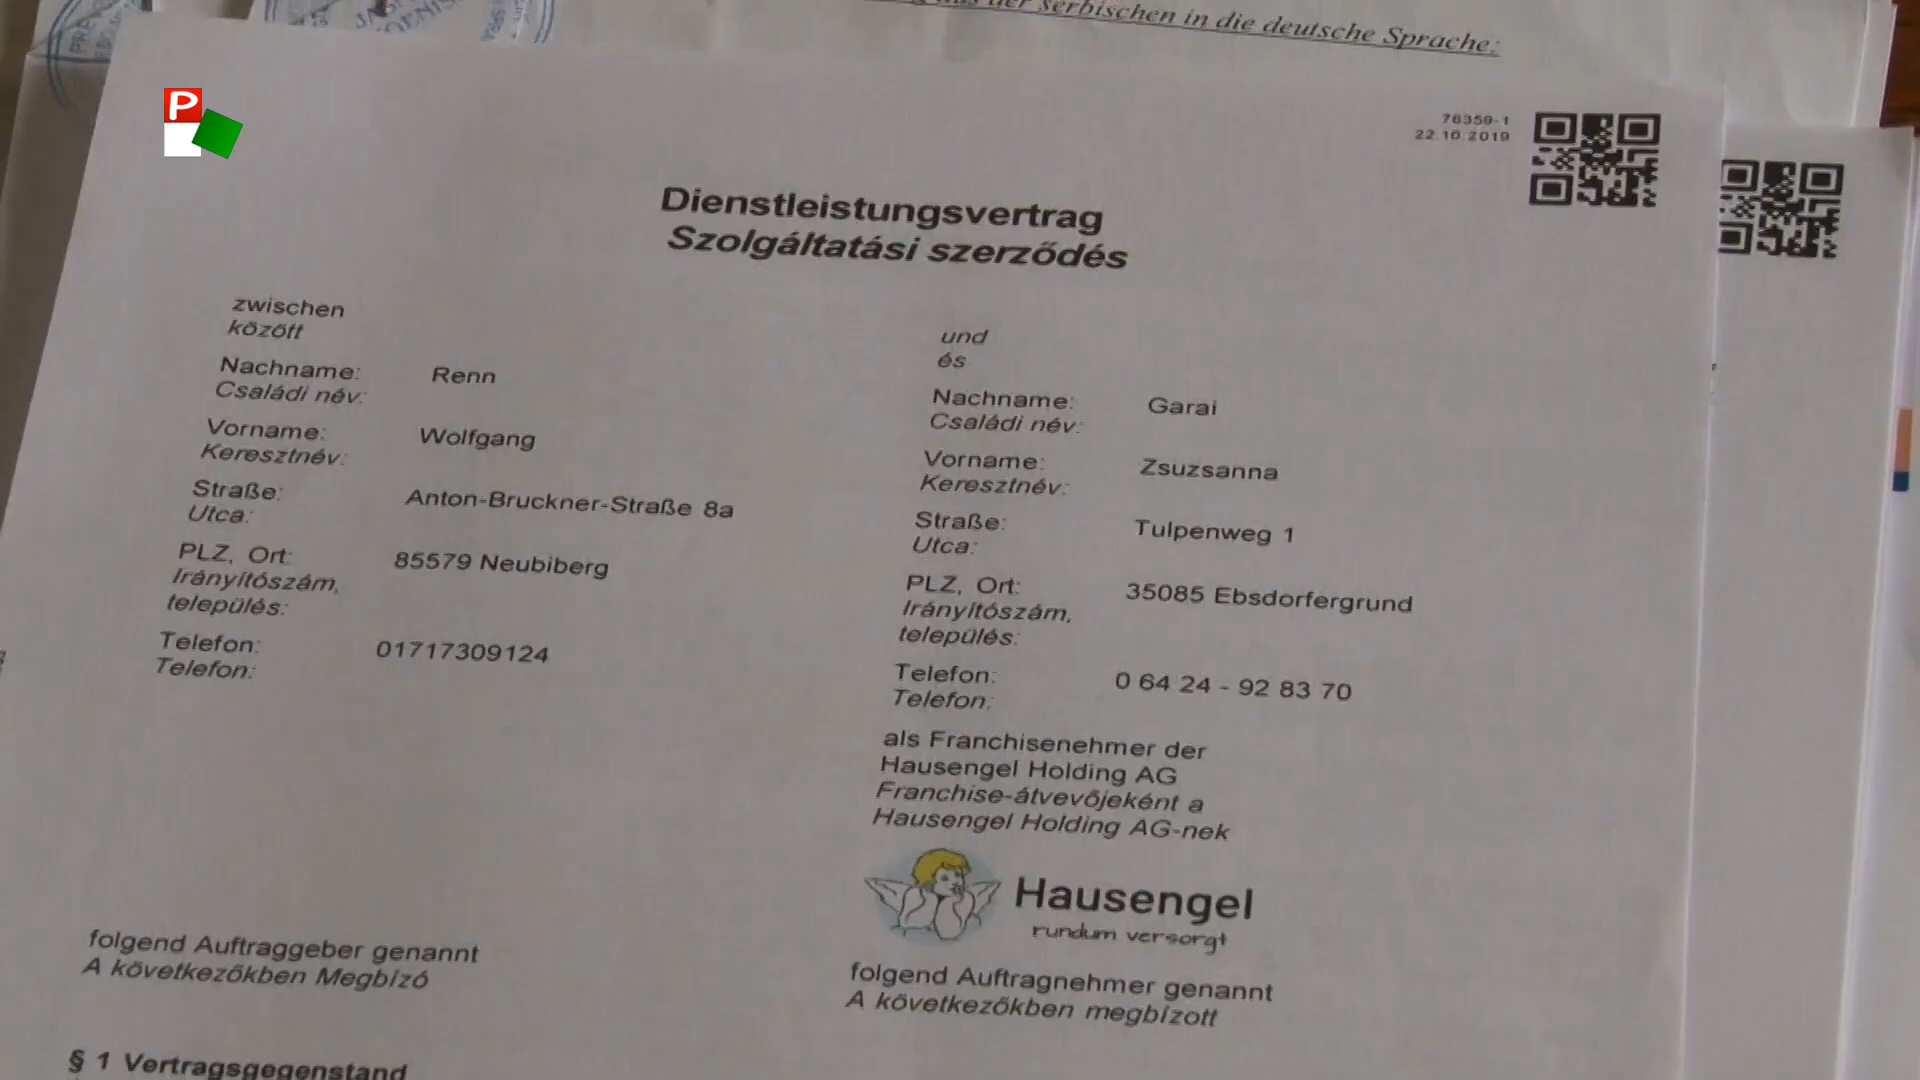 der serbischen in die deutsche Sprache:
P
76359-1
22.10.2019
Dienstleistungsvertrag
Szolgáltatási szerződés
zwischen
között
Nachname: Renn
Családi név:
Vorname: Wolfgang
Keresztnév:
Straße: Anton-Bruckner-Straße 8a
Utca:
PLZ, Ort: 85579 Neubiberg
Irányítószám,
település:
Telefon: 01717309124
Telefon:
folgend Auftraggeber genannt
A következőkben Megbízó
und
és
Nachname: Garai
Családi név:
Vorname: Zsuzsanna
Keresztnév:
Straße: Tulpenweg 1
Utca:
PLZ, Ort: 35085 Ebsdorfergrund
Irányítószám,
település:
Telefon: 0 64 24 - 92 83 70
Telefon:
als Franchisenehmer der
Hausengel Holding AG
Franchise-átvevőjeként a
Hausengel Holding AG-nek
Hausengel
rundum versorgt
folgend Auftragnehmer genannt
A következőkben megbízott
§ 1 Vertragsgegenstand